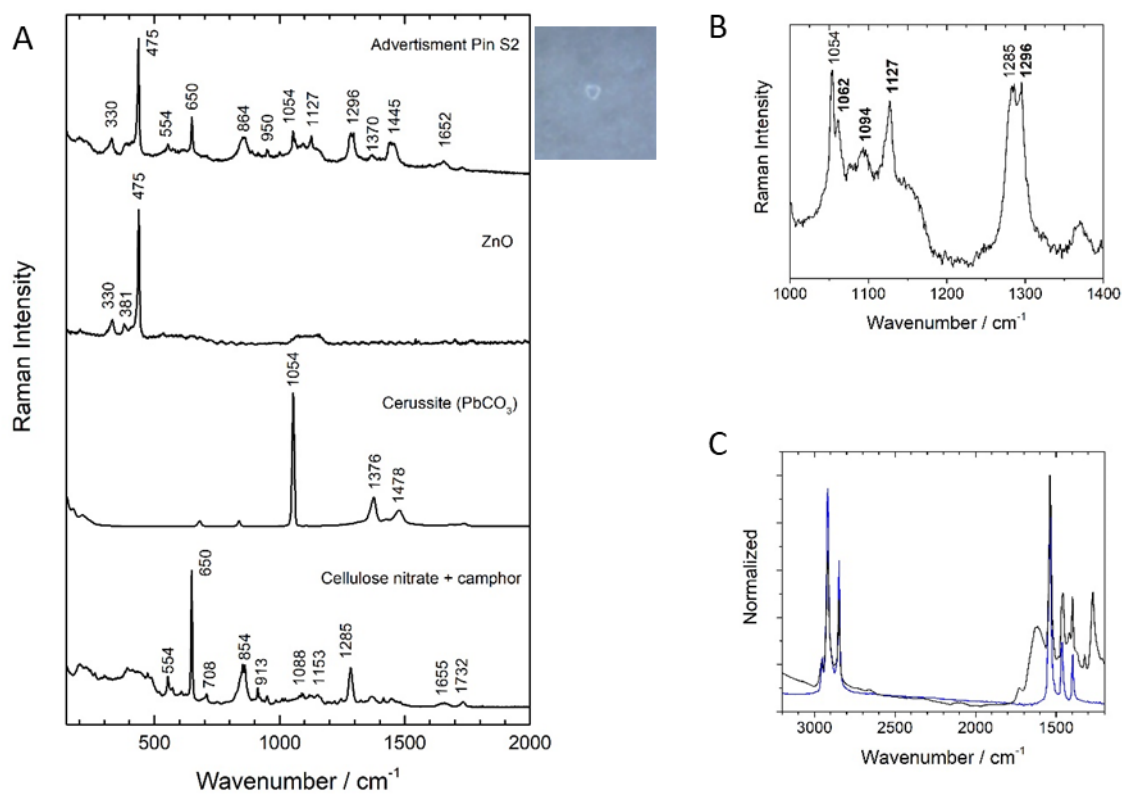 A
Advertisment Pin S2
475
330
554
650
864
950
1054
1127
1296
1370
1445
1652
ZnO
475
330
381
Cerussite (PbCO3)
1054
1376
1478
Cellulose nitrate + camphor
650
554
708
854
913
1088
1153
1285
1655
1732
Raman Intensity
500 1000 1500 2000
Wavenumber / cm-1
B
1054
1062
1094
1127
1285
1296
Raman Intensity
1000 1100 1200 1300 1400
Wavenumber / cm-1
C
Normalized
3000 2500 2000 1500
Wavenumber / cm-1